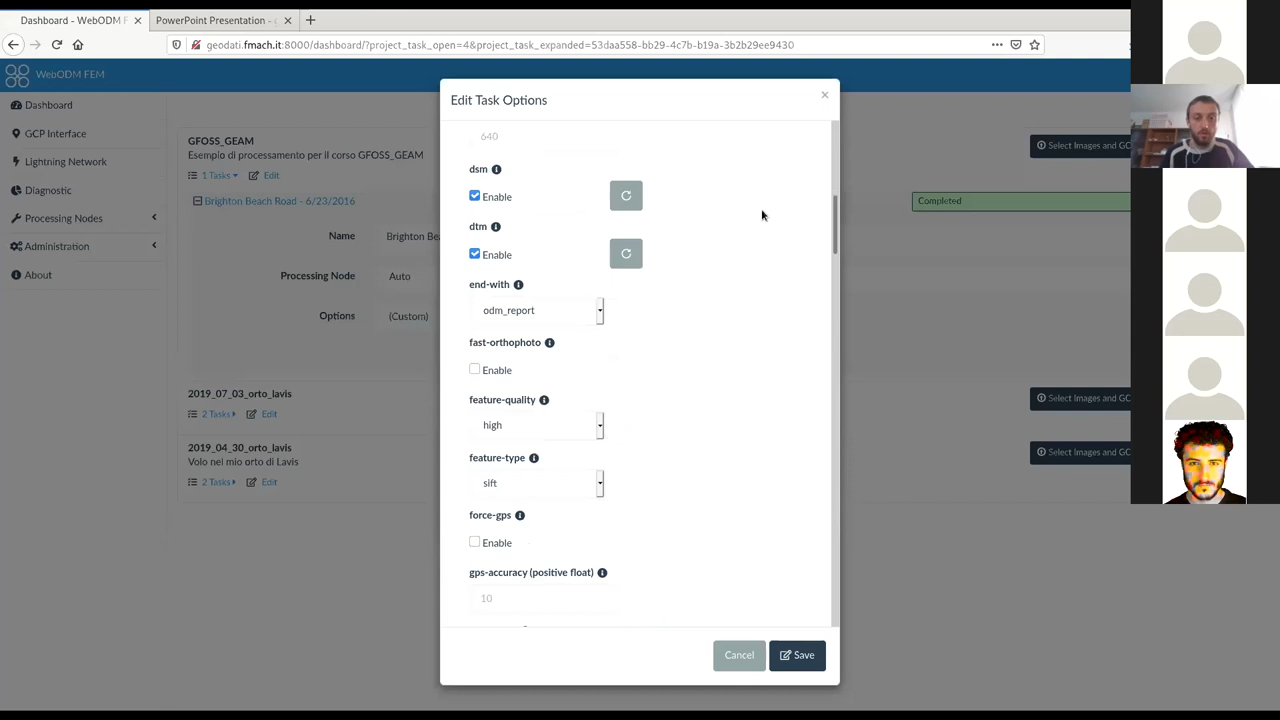 Dashboard - WebODM F
PowerPoint Presentation -
geodati.fmach.it:8000/dashboard/?project_task_open=4&project_task_expanded=53daa558-bb29-4c7b-b19a-3b2b29ee9430
WebODM FEM
Dashboard
GCP Interface
Lightning Network
Diagnostic
Processing Nodes
Administration
About
GFOSS_GEAM
Esempio di processamento per il corso GFOSS_GEAM
1 Tasks
Edit
Brighton Beach Road - 6/23/2016
Name
Brighton Bea
Processing Node
Auto
Options
(Custom)
2019_07_03_orto_lavis
2 Tasks
Edit
2019_04_30_orto_lavis
Volo nel mio orto di Lavis
2 Tasks
Edit
Select Images and GC
Completed
Select Images and GC
Select Images and GC
Edit Task Options
×
640
dsm
Enable
dtm
Enable
end-with
odm_report
fast-orthophoto
Enable
feature-quality
high
feature-type
sift
force-gps
Enable
gps-accuracy (positive float)
10
Cancel
Save